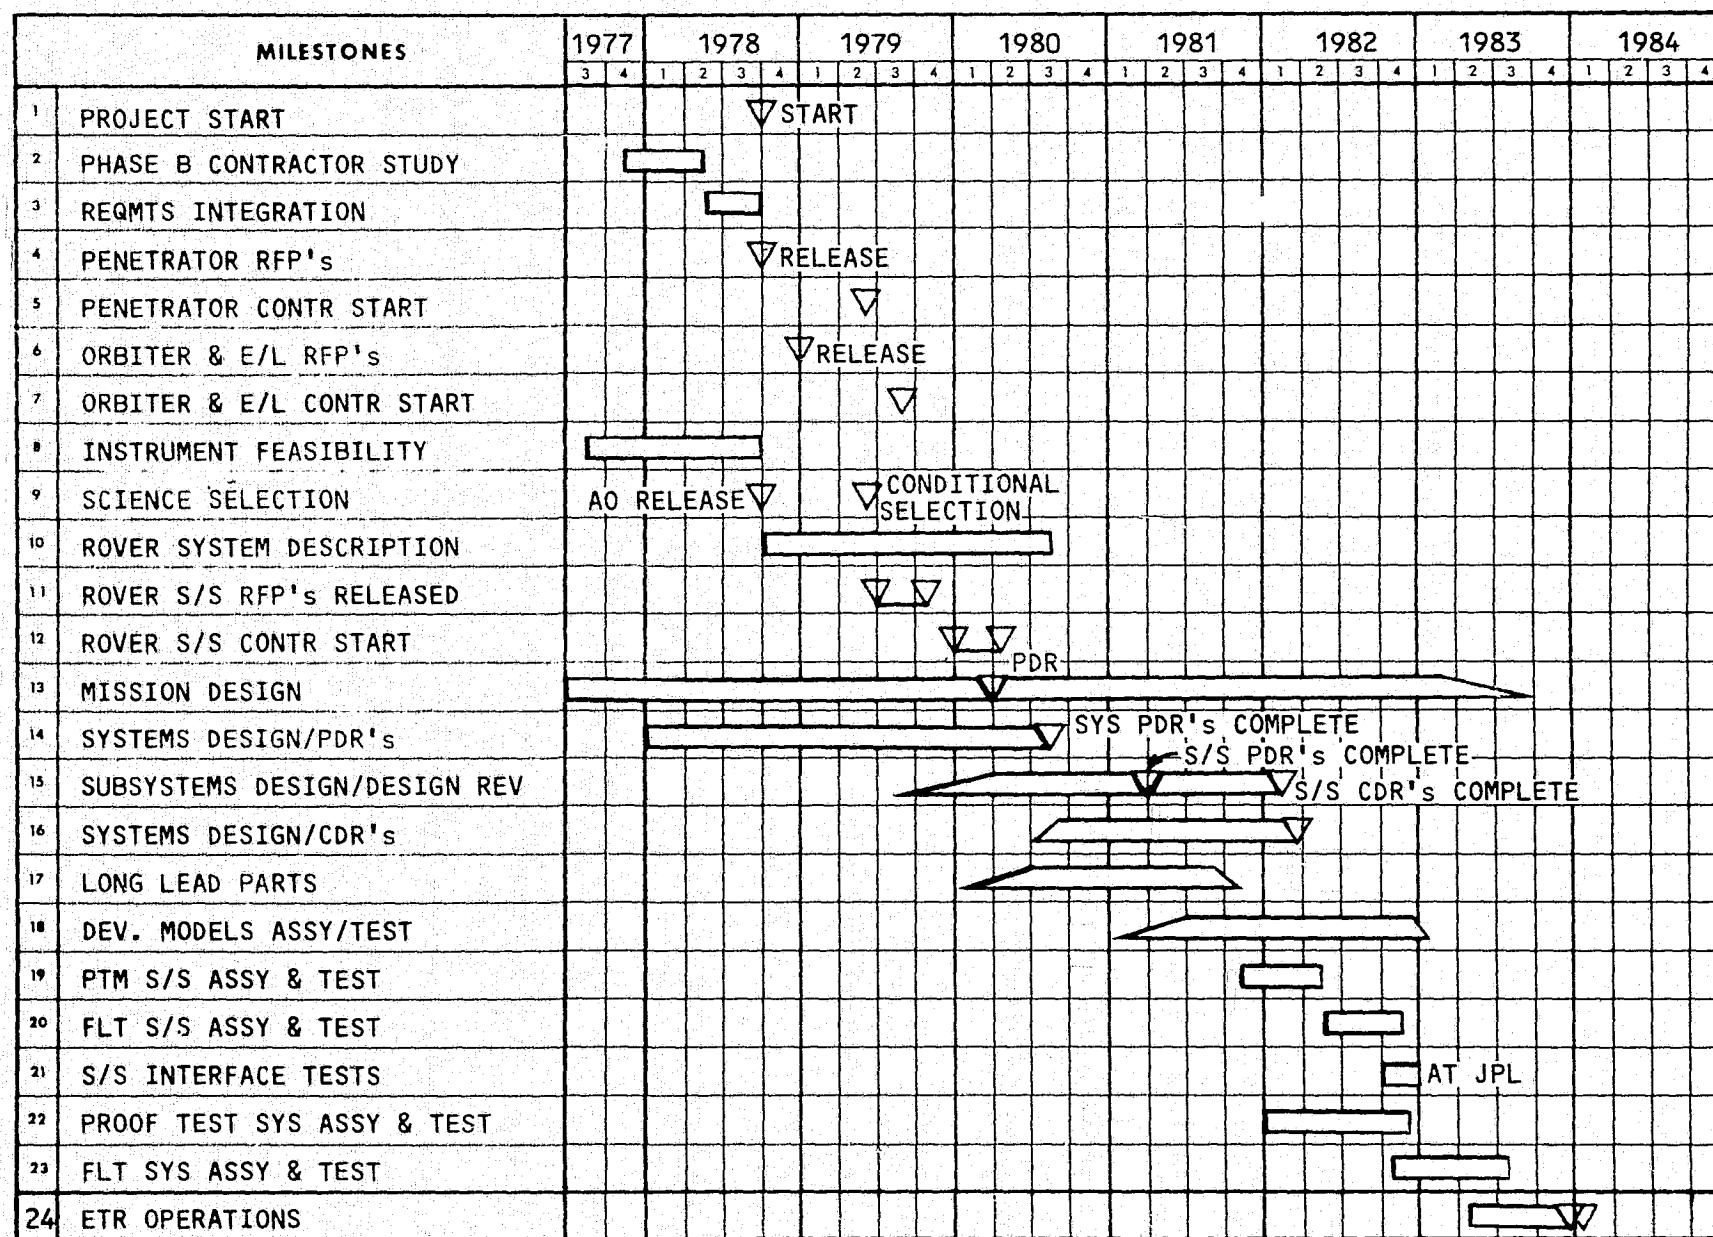 MILESTONES 1977 1978 1979 1980 1981 1982 1983 1984
3 4 1 2 3 4 1 2 3 4 1 2 3 4 1 2 3 4 1 2 3 4 1 2 3 4 1 2 3 4
1 PROJECT START START
2 PHASE B CONTRACTOR STUDY
3 REQMTS INTEGRATION
4 PENETRATOR RFP's RELEASE
5 PENETRATOR CONTR START
6 ORBITER & E/L RFP's RELEASE
7 ORBITER & E/L CONTR START
8 INSTRUMENT FEASIBILITY
9 SCIENCE SELECTION AO RELEASE CONDITIONAL
SELECTION
10 ROVER SYSTEM DESCRIPTION
11 ROVER S/S RFP's RELEASED
12 ROVER S/S CONTR START
PDR
13 MISSION DESIGN
14 SYSTEMS DESIGN/PDR's SYS PDR's COMPLETE
S/S PDR's COMPLETE
15 SUBSYSTEMS DESIGN/DESIGN REV S/S CDR's COMPLETE
16 SYSTEMS DESIGN/CDR's
17 LONG LEAD PARTS
18 DEV. MODELS ASSY/TEST
19 PTM S/S ASSY & TEST
20 FLT S/S ASSY & TEST
21 S/S INTERFACE TESTS AT JPL
22 PROOF TEST SYS ASSY & TEST
23 FLT SYS ASSY & TEST
24 ETR OPERATIONS